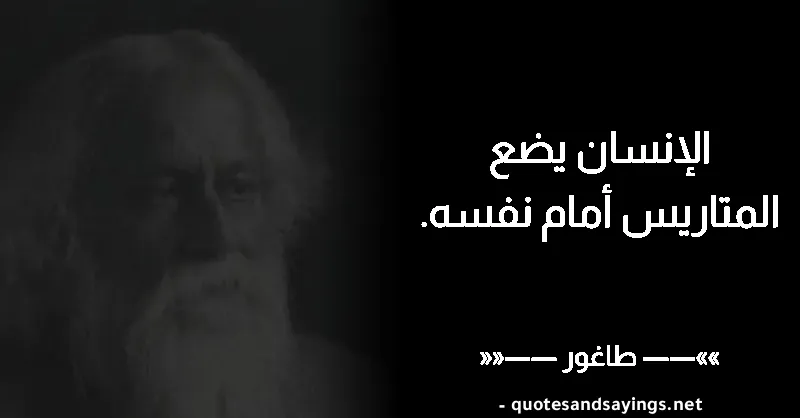 الإنسان يضع
المتاريس أمام نفسه.
»»——— طاغور ———««
- quotesandsayings.net